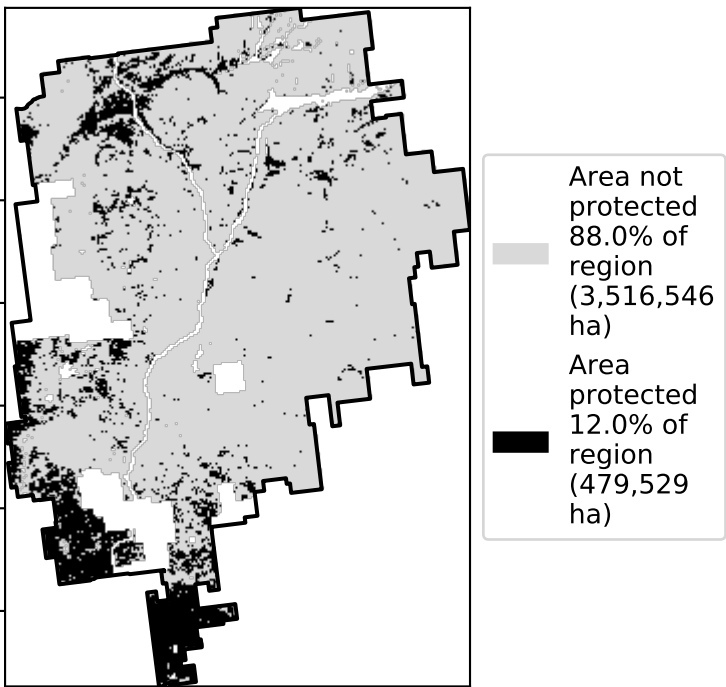 Area not
protected
88.0% of
region
(3,516,546
ha)
Area
protected
12.0% of
region
(479,529
ha)